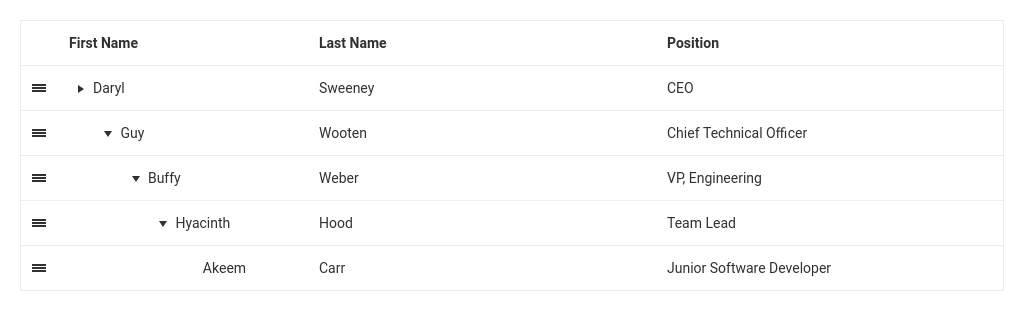 First Name Last Name Position
Daryl Sweeney CEO
Guy Wooten Chief Technical Officer
Buffy Weber VP, Engineering
Hyacinth Hood Team Lead
Akeem Carr Junior Software Developer